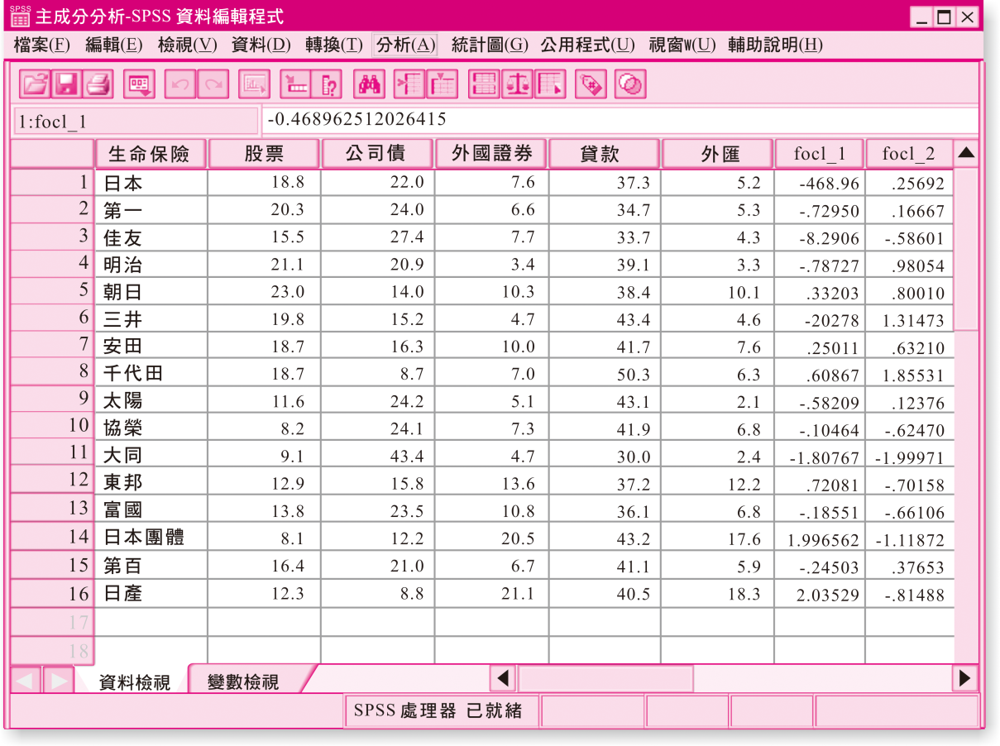 SPSS 主成分分析-SPSS 資料編輯程式
檔案(F) 編輯(E) 檢視(V) 資料(D) 轉換(T) 分析(A) 統計圖(G) 公用程式(U) 視窗W(U) 輔助說明(H)
1:focl_1 -0.468962512026415
生命保險 股票 公司債 外國證券 貸款 外匯 focl_1 focl_2
1 日本 18.8 22.0 7.6 37.3 5.2 -468.96 .25692
2 第一 20.3 24.0 6.6 34.7 5.3 -.72950 .16667
3 佳友 15.5 27.4 7.7 33.7 4.3 -8.2906 -.58601
4 明治 21.1 20.9 3.4 39.1 3.3 -.78727 .98054
5 朝日 23.0 14.0 10.3 38.4 10.1 .33203 .80010
6 三井 19.8 15.2 4.7 43.4 4.6 -20278 1.31473
7 安田 18.7 16.3 10.0 41.7 7.6 .25011 .63210
8 千代田 18.7 8.7 7.0 50.3 6.3 .60867 1.85531
9 太陽 11.6 24.2 5.1 43.1 2.1 -.58209 .12376
10 協榮 8.2 24.1 7.3 41.9 6.8 -.10464 -.62470
11 大同 9.1 43.4 4.7 30.0 2.4 -1.80767 -1.99971
12 東邦 12.9 15.8 13.6 37.2 12.2 .72081 -.70158
13 富國 13.8 23.5 10.8 36.1 6.8 -.18551 -.66106
14 日本團體 8.1 12.2 20.5 43.2 17.6 1.996562 -1.11872
15 第百 16.4 21.0 6.7 41.1 5.9 -.24503 .37653
16 日產 12.3 8.8 21.1 40.5 18.3 2.03529 -.81488
17
18
資料檢視 變數檢視
SPSS 處理器 已就緒